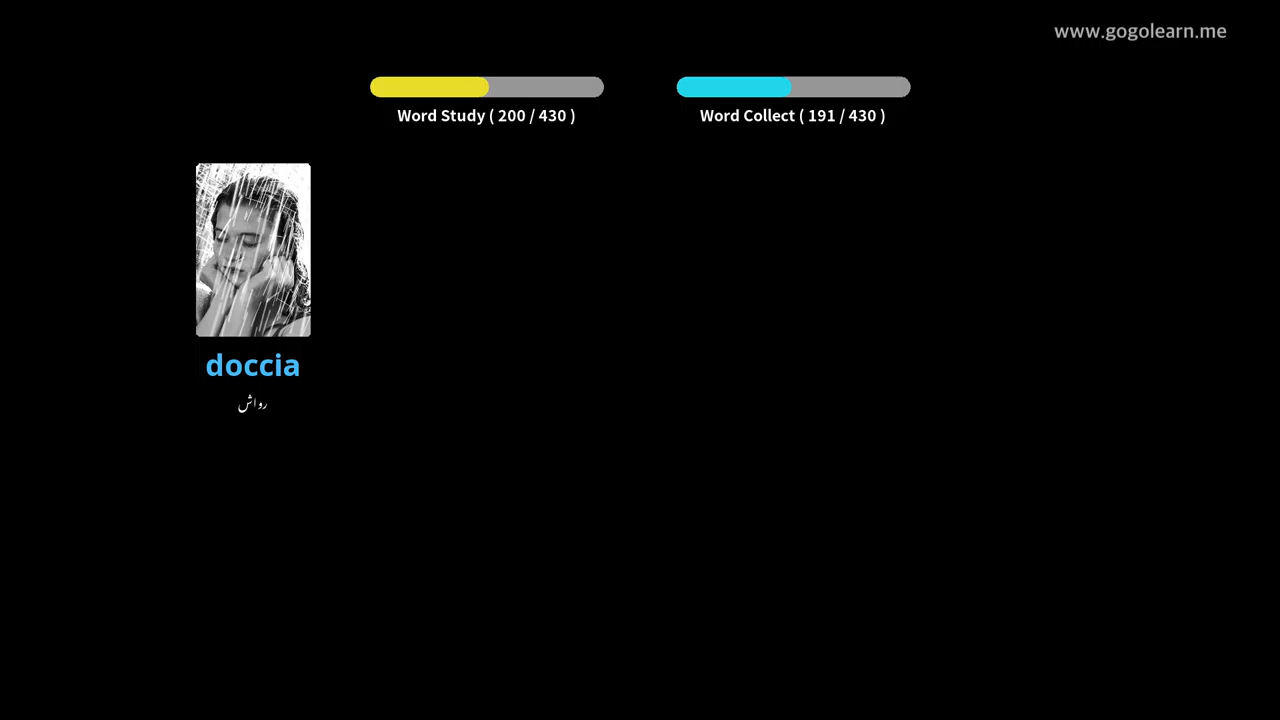 www.gogolearn.me
Word Study ( 200 / 430 )
Word Collect ( 191 / 430 )
doccia
رواش